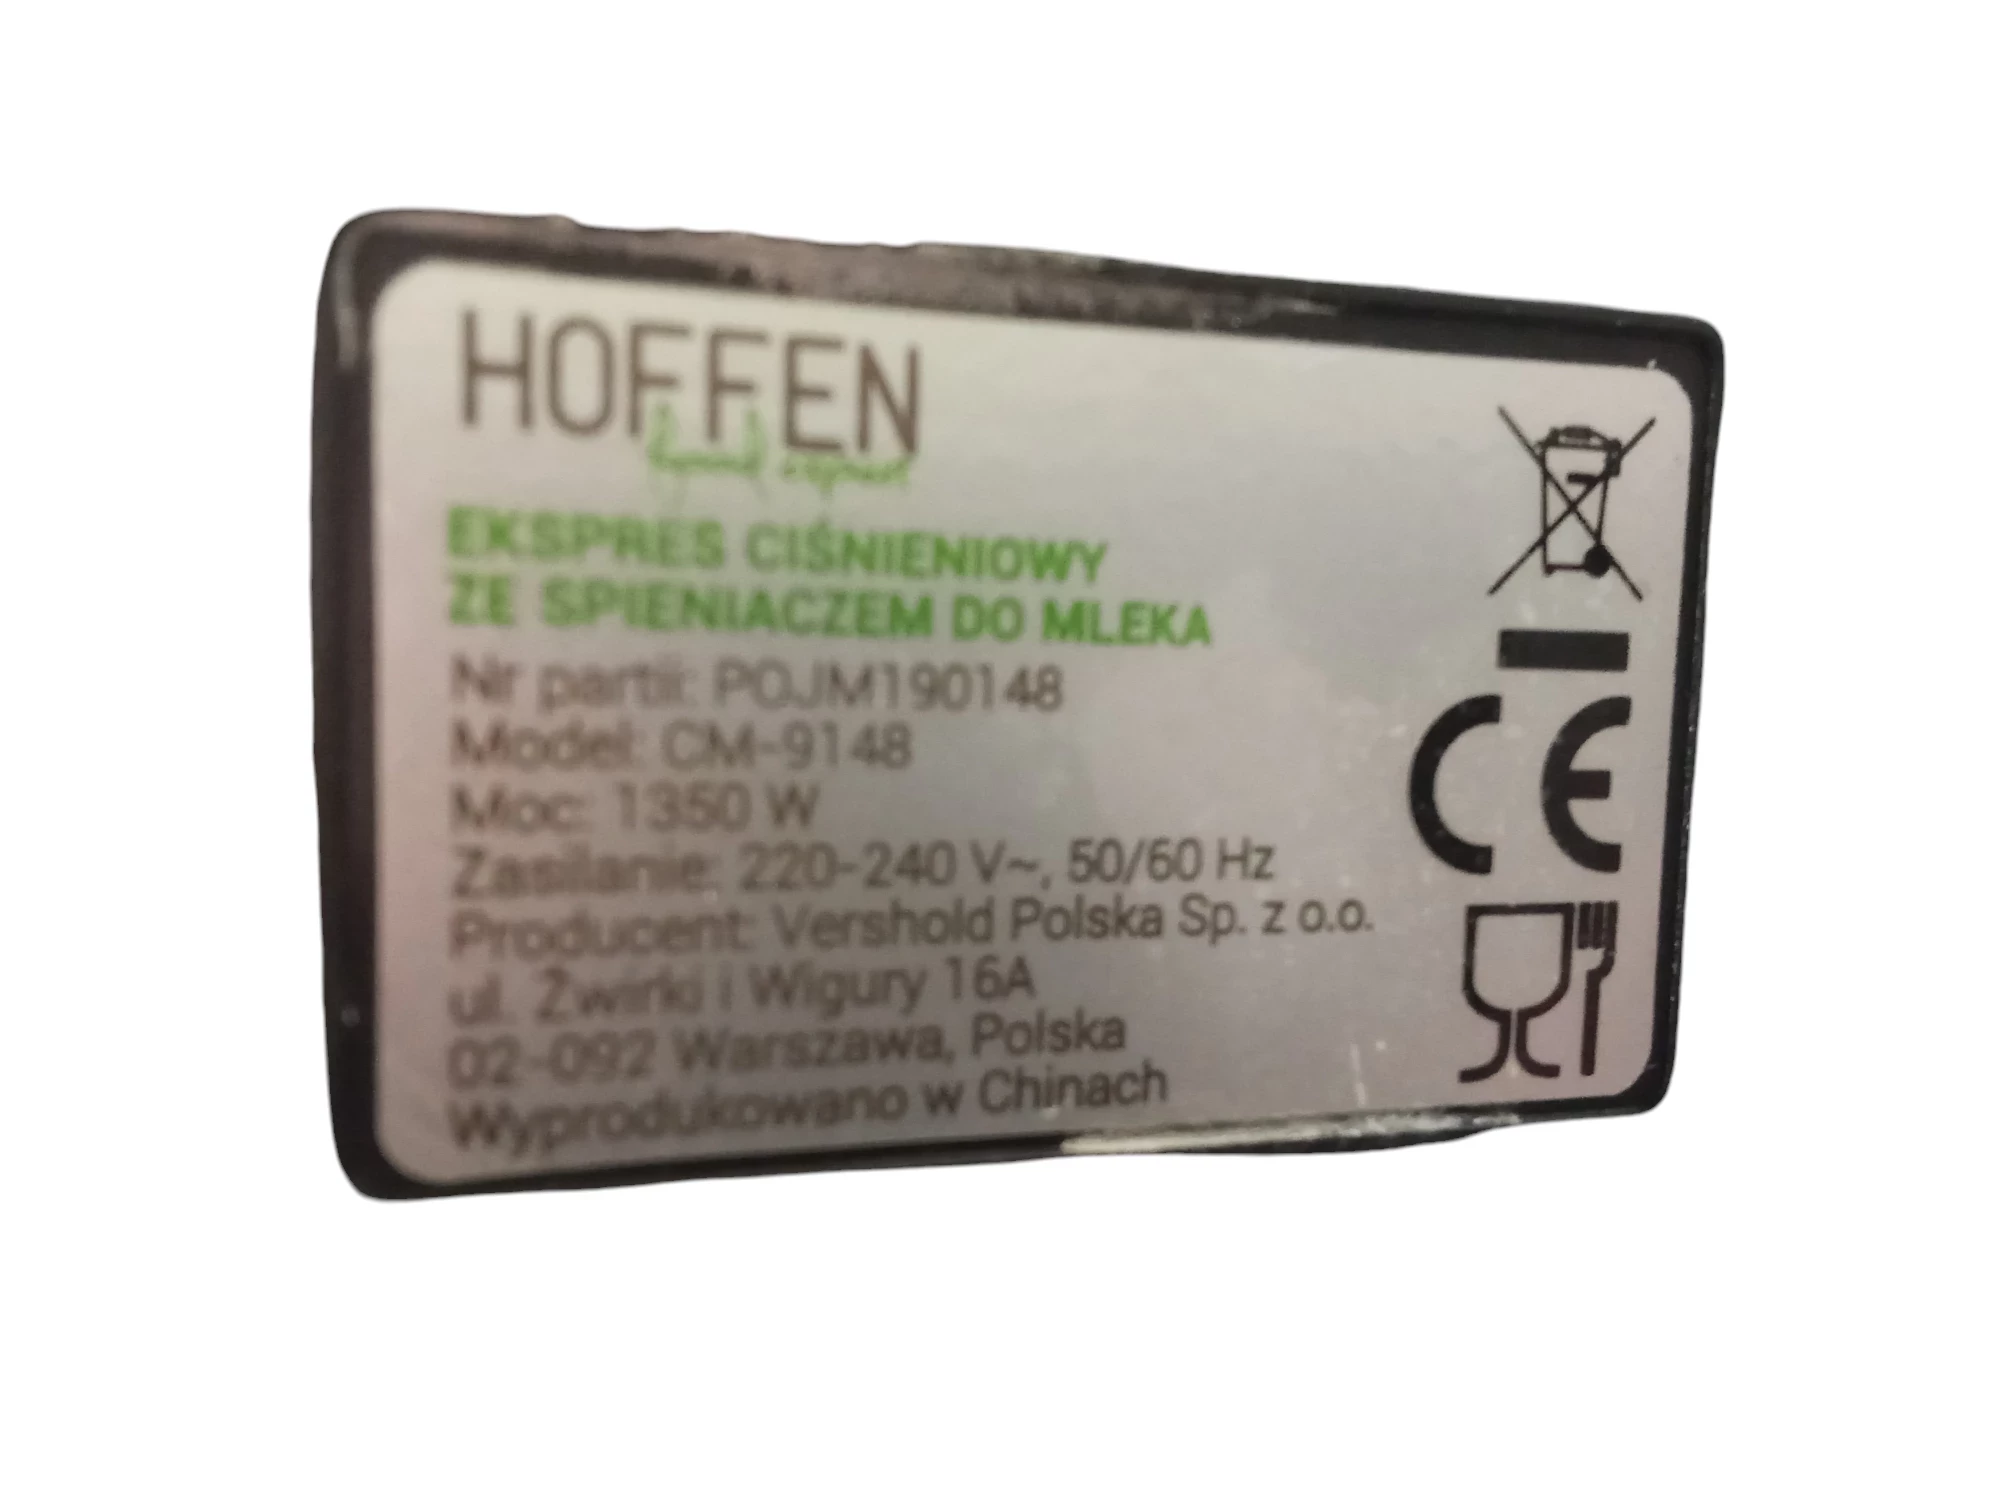 HOFFEN
EKSPRES CIŚNIENIOWY
ZE SPIENIACZEM DO MLEKA
Nr partii: POJM190148
Model: CM-9148
Moc: 1350 W
Zasilanie: 220-240 V~, 50/60 Hz
Producent: Vershold Polska Sp. z o.o.
ul. Żwirki i Wigury 16A
02-092 Warszawa, Polska
Wyprodukowano w Chinach
CE